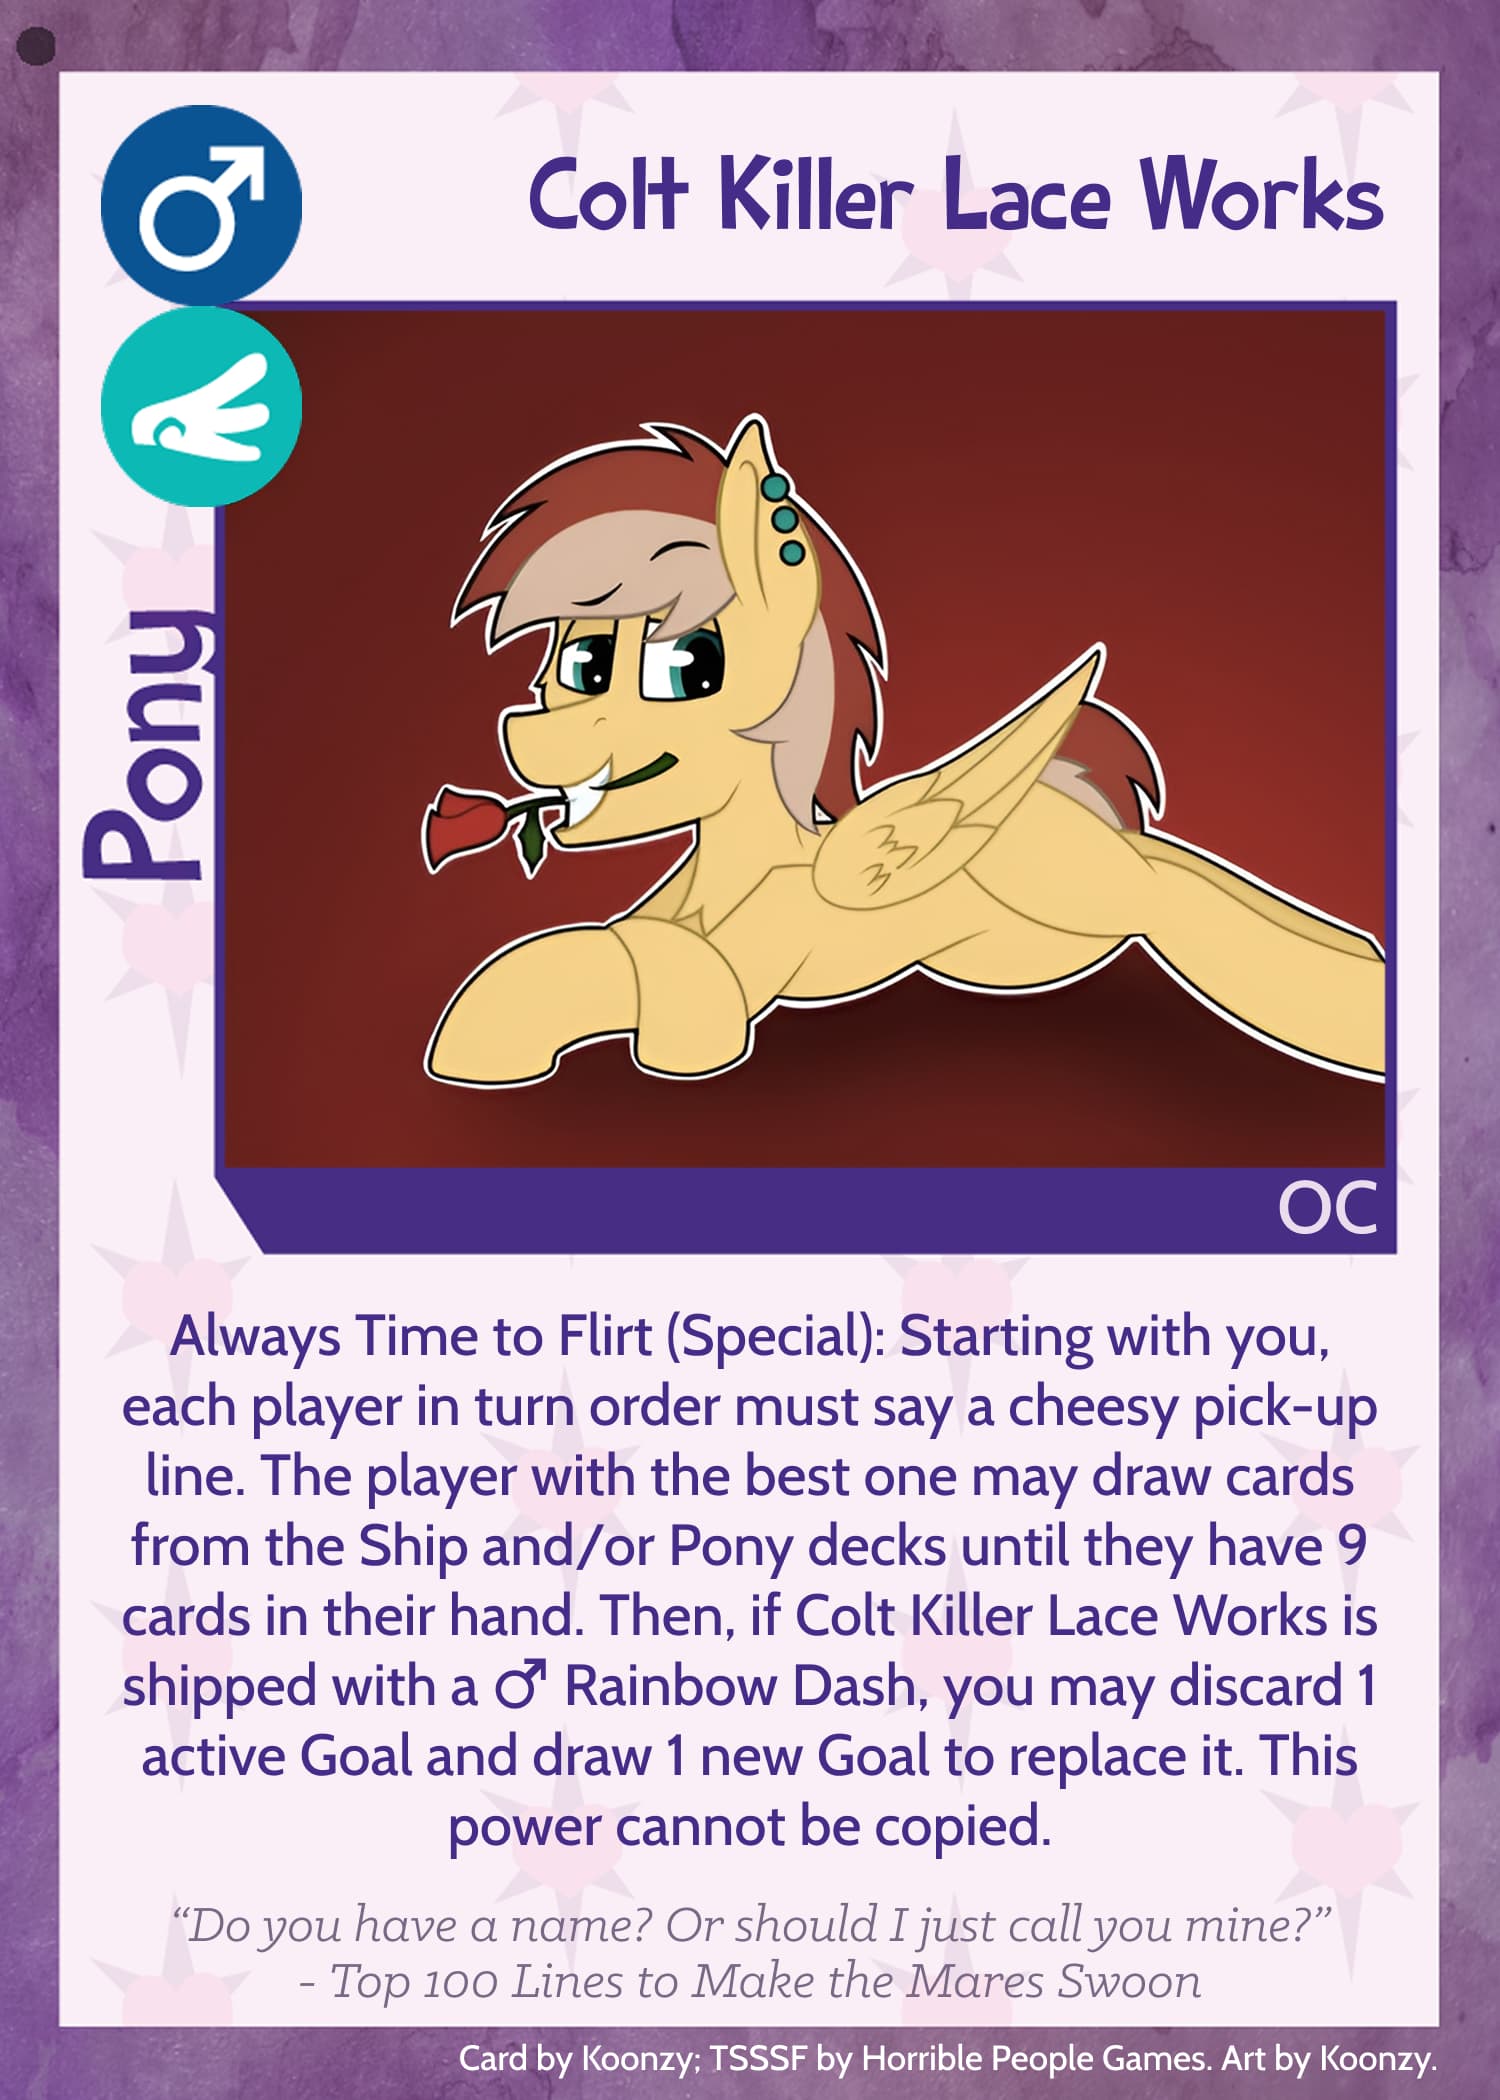 Colt Killer Lace Works
Pony
OC
Always Time to Flirt (Special): Starting with you,
each player in turn order must say a cheesy pick-up
line. The player with the best one may draw cards
from the Ship and/or Pony decks until they have 9
cards in their hand. Then, if Colt Killer Lace Works is
shipped with a ♂ Rainbow Dash, you may discard 1
active Goal and draw 1 new Goal to replace it. This
power cannot be copied.
“Do you have a name? Or should I just call you mine?”
- Top 100 Lines to Make the Mares Swoon
Card by Koonzy; TSSSF by Horrible People Games. Art by Koonzy.